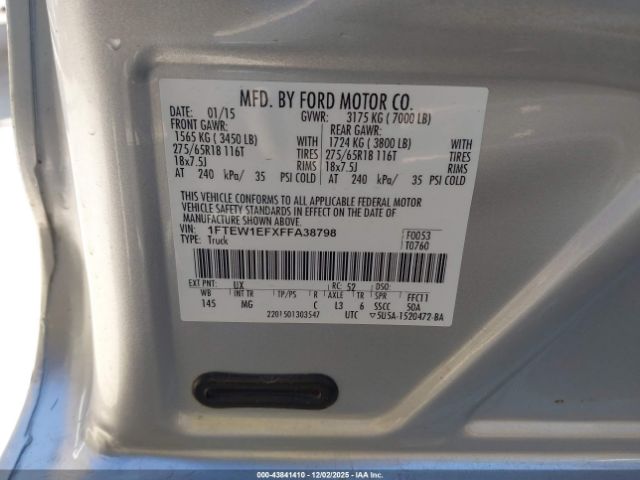 MFD. BY FORD MOTOR CO.
DATE: 01/15 GVWR: 3175 KG ( 7000 LB)
FRONT GAWR: REAR GAWR:
1565 KG ( 3450 LB) WITH 1724 KG ( 3800 LB) WITH
275/65R18 116T TIRES 275/65R18 116T TIRES
18x7.5J RIMS 18x7.5J RIMS
AT 240 kPa/ 35 PSI COLD AT 240 kPa/ 35 PSI COLD
THIS VEHICLE CONFORMS TO ALL APPLICABLE FEDERAL MOTOR
VEHICLE SAFETY STANDARDS IN EFFECT ON THE DATE OF
MANUFACTURE SHOWN ABOVE.
VIN: 1FTEW1EFXFFA38798 F0053
TYPE: Truck T0760
EXT PNT: UX RC: 52 DSO:
WB INT TR TP/PS R AXLE TR SPR FFC11
145 MG C L3 6 SSCC 50A
2201501303547 UTC ▽5U5A-1520472-BA
000-43841410 - 12/02/2025 - COPART, INC.